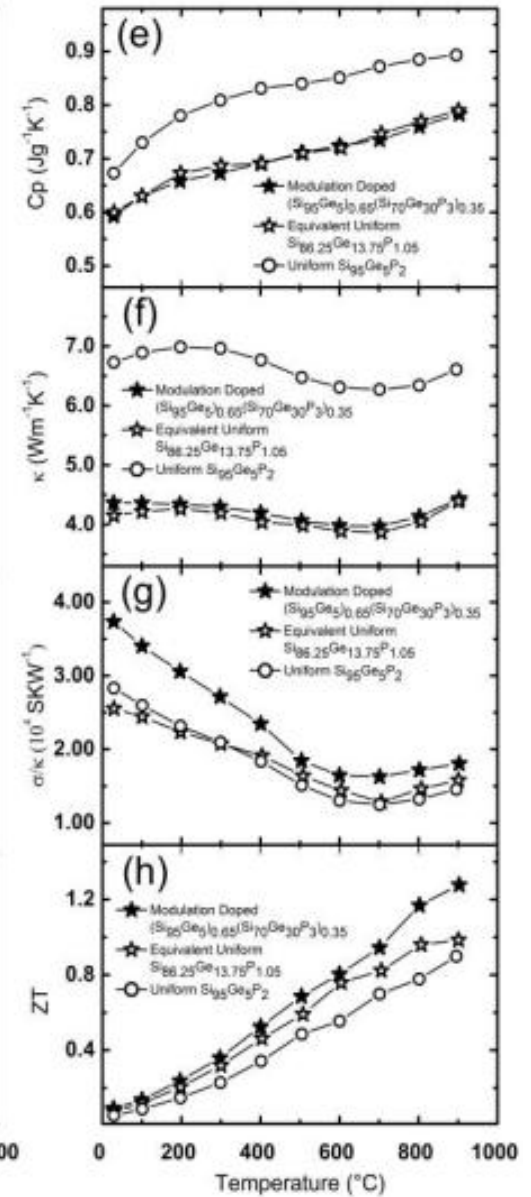 (e)
0.9
0.8
0.7
0.6
0.5
Cp (Jg⁻¹K⁻¹)
Modulation Doped
(Si₉₅Ge₅)₀.₆₅(Si₇₀Ge₃₀P₃)₀.₃₅
Equivalent Uniform
Si₈₆.₂₅Ge₁₃.₇₅P₁.₀₅
Uniform Si₉₅Ge₅P₂
(f)
7.0
6.0
5.0
4.0
κ (Wm⁻¹K⁻¹)
Modulation Doped
(Si₉₅Ge₅)₀.₆₅(Si₇₀Ge₃₀P₃)₀.₃₅
Equivalent Uniform
Si₈₆.₂₅Ge₁₃.₇₅P₁.₀₅
Uniform Si₉₅Ge₅P₂
(g)
4.00
3.00
2.00
1.00
σ/κ (10⁴ SKW⁻¹)
Modulation Doped
(Si₉₅Ge₅)₀.₆₅(Si₇₀Ge₃₀P₃)₀.₃₅
Equivalent Uniform
Si₈₆.₂₅Ge₁₃.₇₅P₁.₀₅
Uniform Si₉₅Ge₅P₂
(h)
1.2
0.8
0.4
ZT
Modulation Doped
(Si₉₅Ge₅)₀.₆₅(Si₇₀Ge₃₀P₃)₀.₃₅
Equivalent Uniform
Si₈₆.₂₅Ge₁₃.₇₅P₁.₀₅
Uniform Si₉₅Ge₅P₂
00 0 200 400 600 800 1000
Temperature (°C)